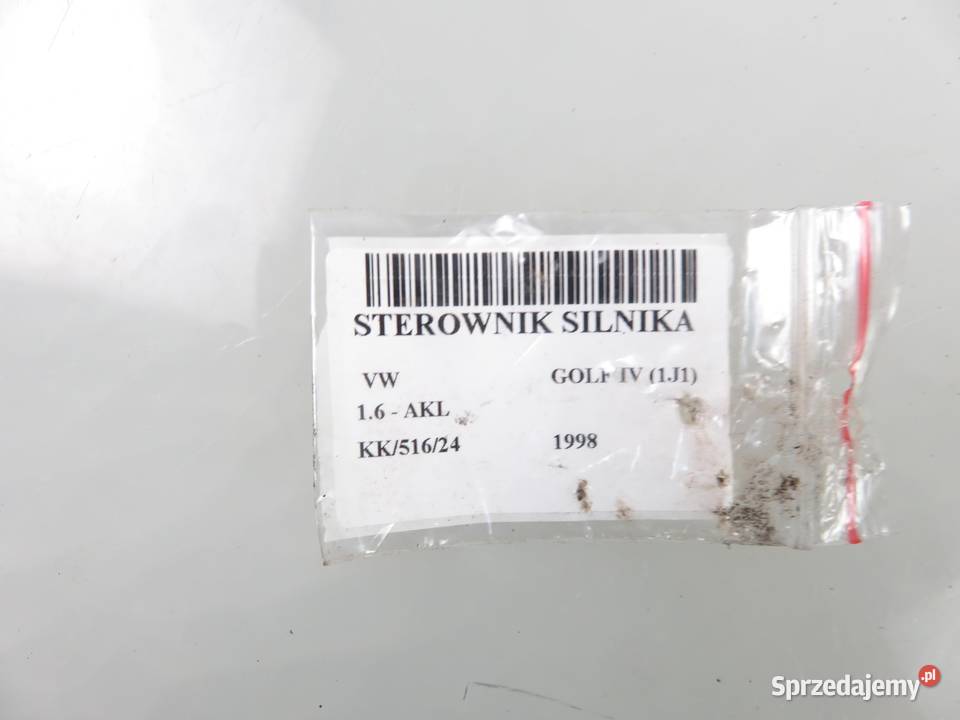 STEROWNIK SILNIKA
VW GOLF IV (1J1)
1.6 - AKL
KK/516/24 1998
Sprzedajemy.pl